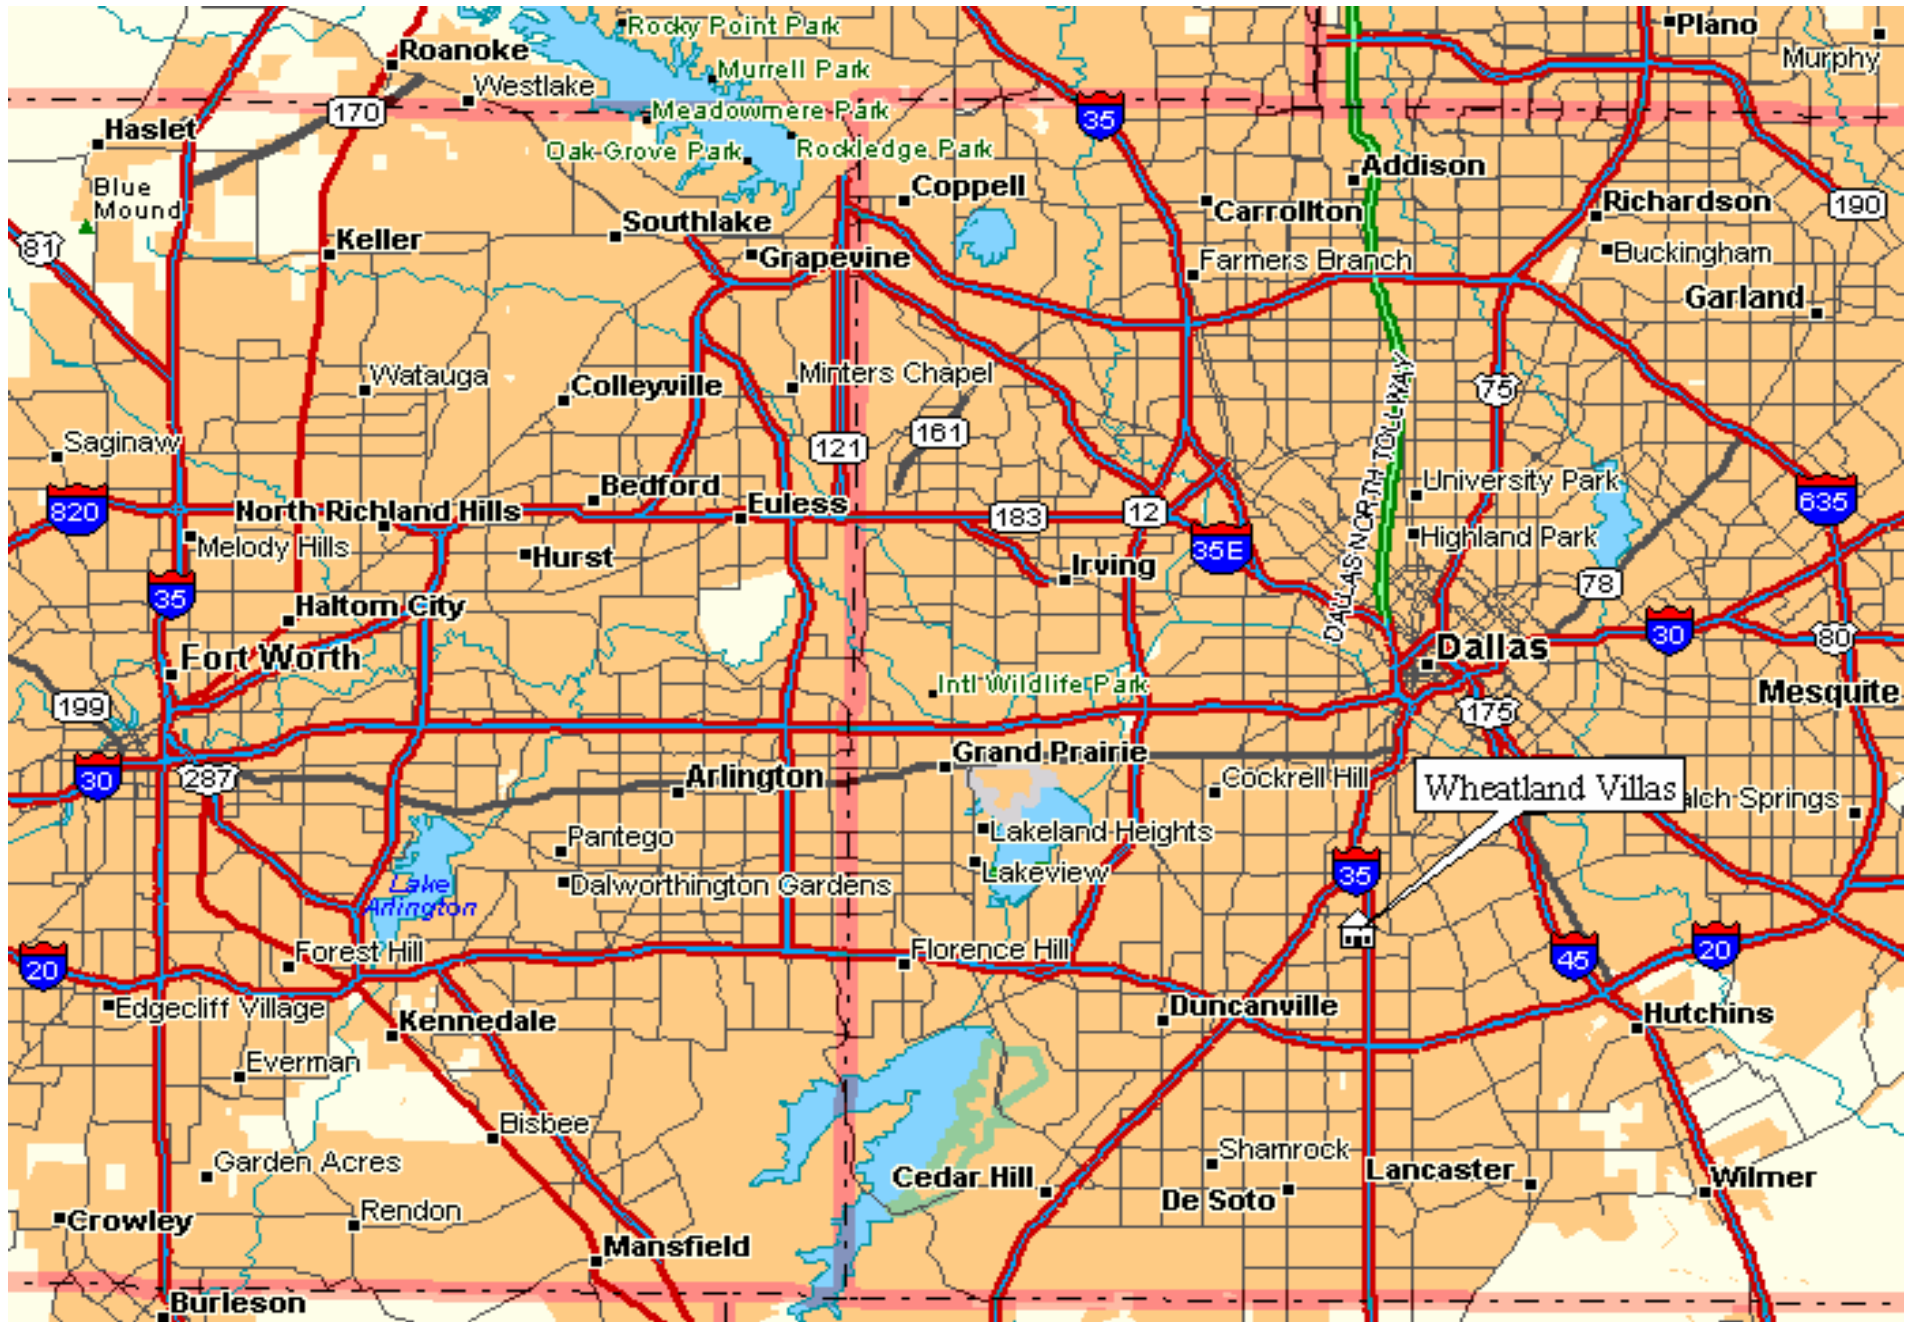 Rocky Point Park
Plano
Roanoke
Murphy
Murrell Park
Westlake
170
Meadowmere Park
35
Haslet
Oak Grove Park
Rockledge Park
Addison
Blue
Mound
Coppell
Carrollton
Richardson
190
Southlake
Keller
81
Grapevine
Farmers Branch
Buckingham
Garland
Watauga
Colleyville
Minters Chapel
75
DALLAS NORTH TOLLWAY
Saginaw
121
161
Bedford
University Park
820
North Richland Hills
Euless
183
12
635
Melody Hills
Hurst
35E
Highland Park
Irving
78
35
Haltom City
30
80
Fort Worth
Dallas
Intl Wildlife Park
Mesquite
199
175
Grand Prairie
30
287
Arlington
Cockrell Hill
Wheatland Villas
alch Springs
Pantego
Lakeland Heights
Lakeview
35
Lake
Arlington
Dalworthington Gardens
Forest Hill
Florence Hill
20
45
20
Edgecliff Village
Kennedale
Duncanville
Hutchins
Everman
Bisbee
Shamrock
Garden Acres
Cedar Hill
Lancaster
Wilmer
De Soto
Crowley
Rendon
Mansfield
Burleson